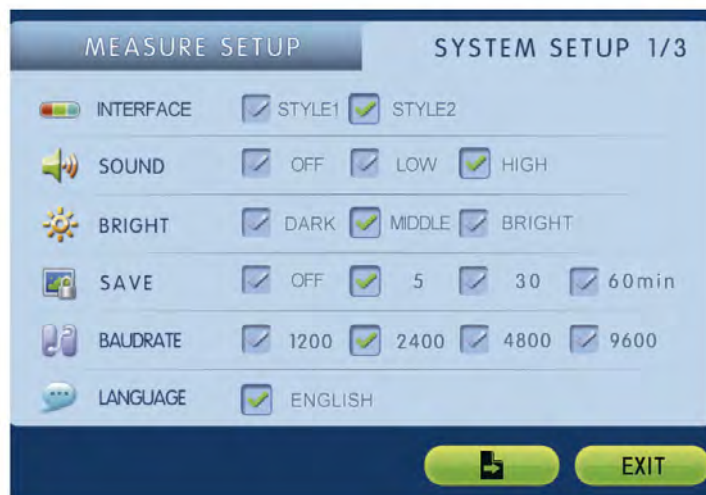 MEASURE SETUP SYSTEM SETUP 1/3
INTERFACE STYLE1 STYLE2
SOUND OFF LOW HIGH
BRIGHT DARK MIDDLE BRIGHT
SAVE OFF 5 30 60min
BAUDRATE 1200 2400 4800 9600
LANGUAGE ENGLISH
EXIT